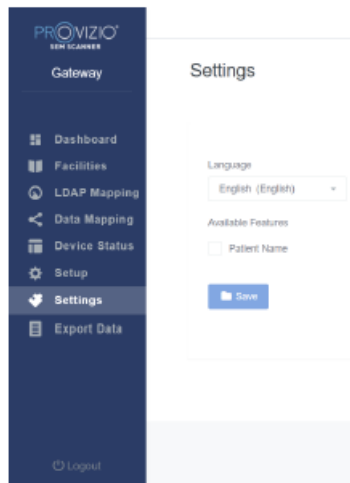 PROVIZIO
SEM SCANNER
Gateway
Settings
Dashboard
Facilities
LDAP Mapping
Data Mapping
Device Status
Setup
Settings
Export Data
Logout
Language
English (English)
Available Features
Patient Name
Save